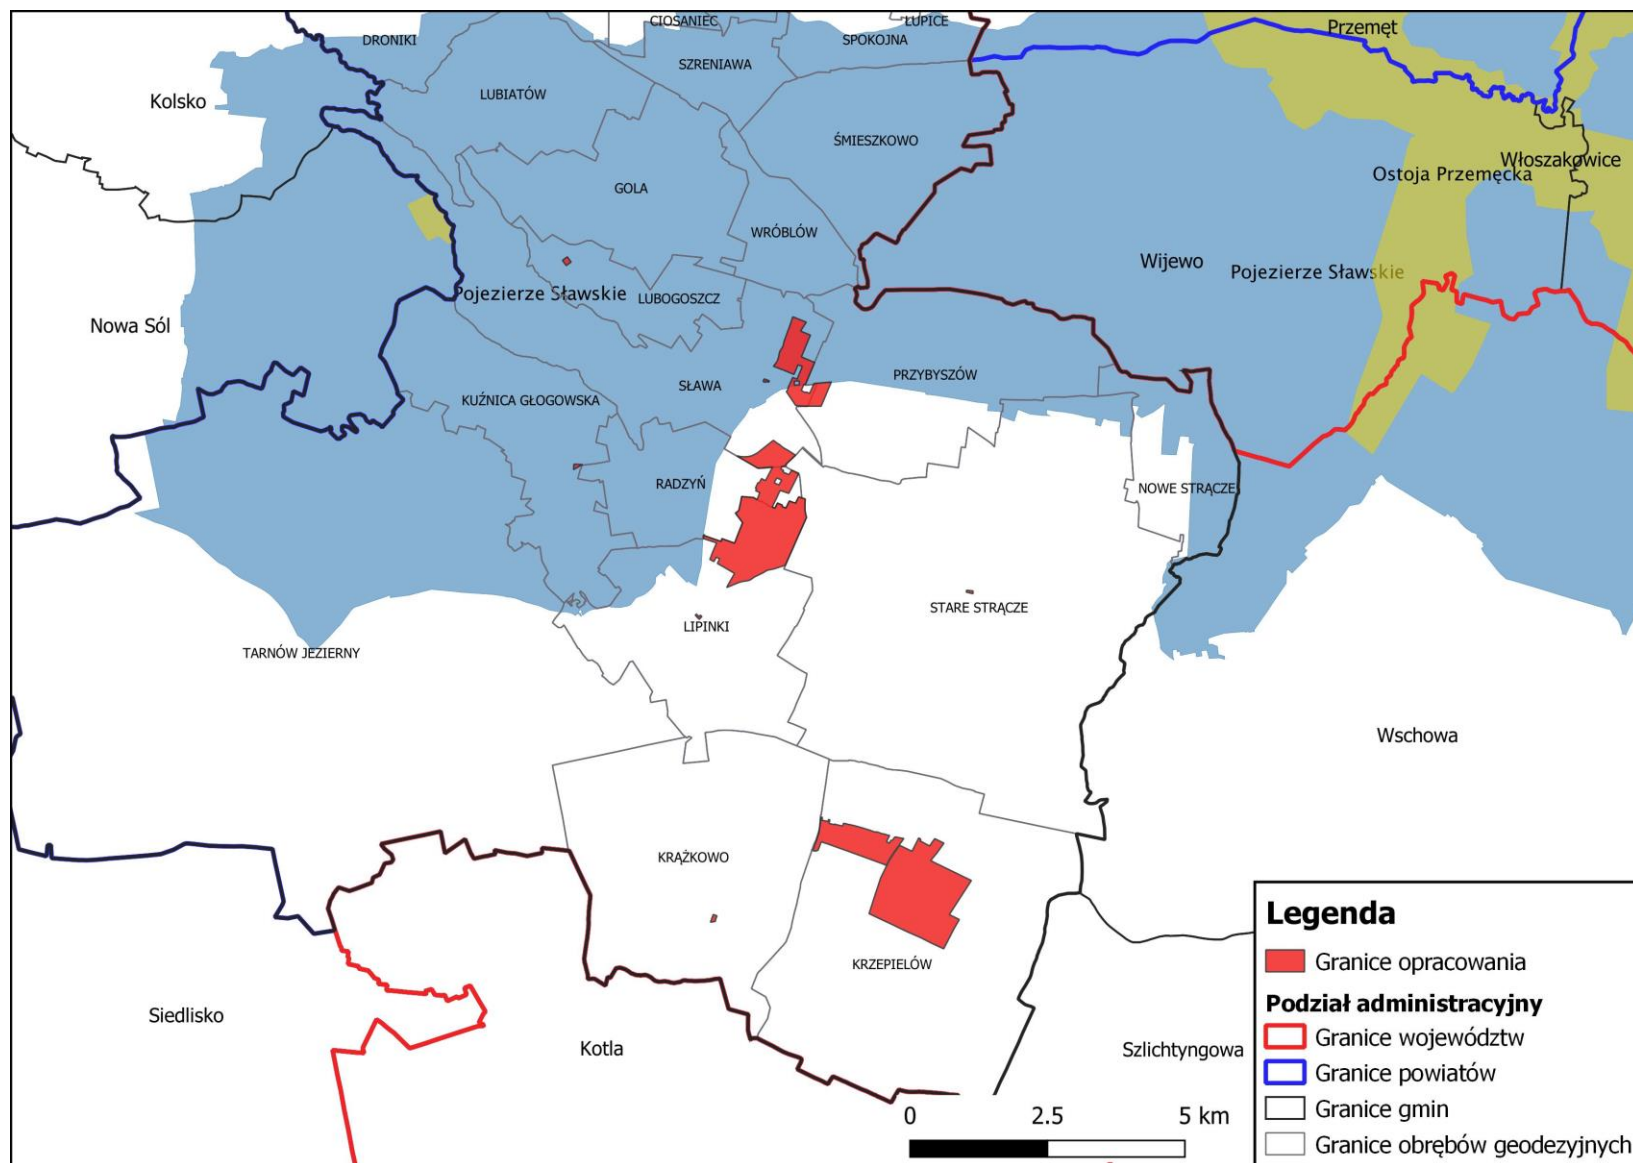 CIOSANIEC
ŁUPICE
DRONIKI
SPOKOJNA
Przemęt
SZRENIAWA
Kolsko
LUBIATÓW
ŚMIESZKOWO
Włoszakowice
Ostoja Przemęcka
GOLA
WRÓBLÓW
Wijewo
Pojezierze Sławskie
Pojezierze Sławskie
LUBOGOSZCZ
Nowa Sól
PRZYBYSZÓW
SŁAWA
KUŹNICA GŁOGOWSKA
RADZYŃ
NOWE STRĄCZE
STARE STRĄCZE
LIPINKI
TARNÓW JEZIERNY
Wschowa
KRĄŻKOWO
KRZEPIELÓW
Siedlisko
Kotla
Szlichtyngowa
0 2.5 5 km
Legenda
Granice opracowania
Podział administracyjny
Granice województw
Granice powiatów
Granice gmin
Granice obrębów geodezyjnych